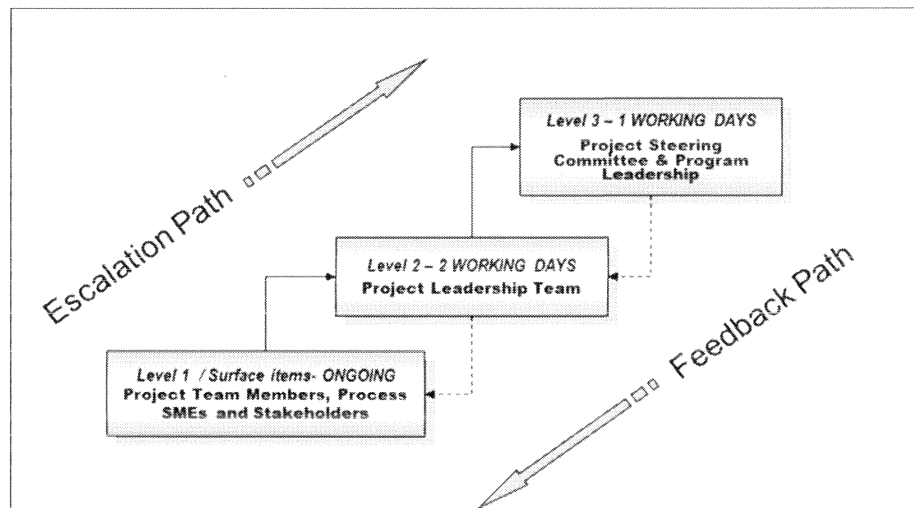 Escalation Path
Level 3 – 1 WORKING DAYS
Project Steering
Committee & Program
Leadership
Level 2 – 2 WORKING DAYS
Project Leadership Team
Level 1 / Surface items- ONGOING
Project Team Members, Process
SMEs and Stakeholders
Feedback Path